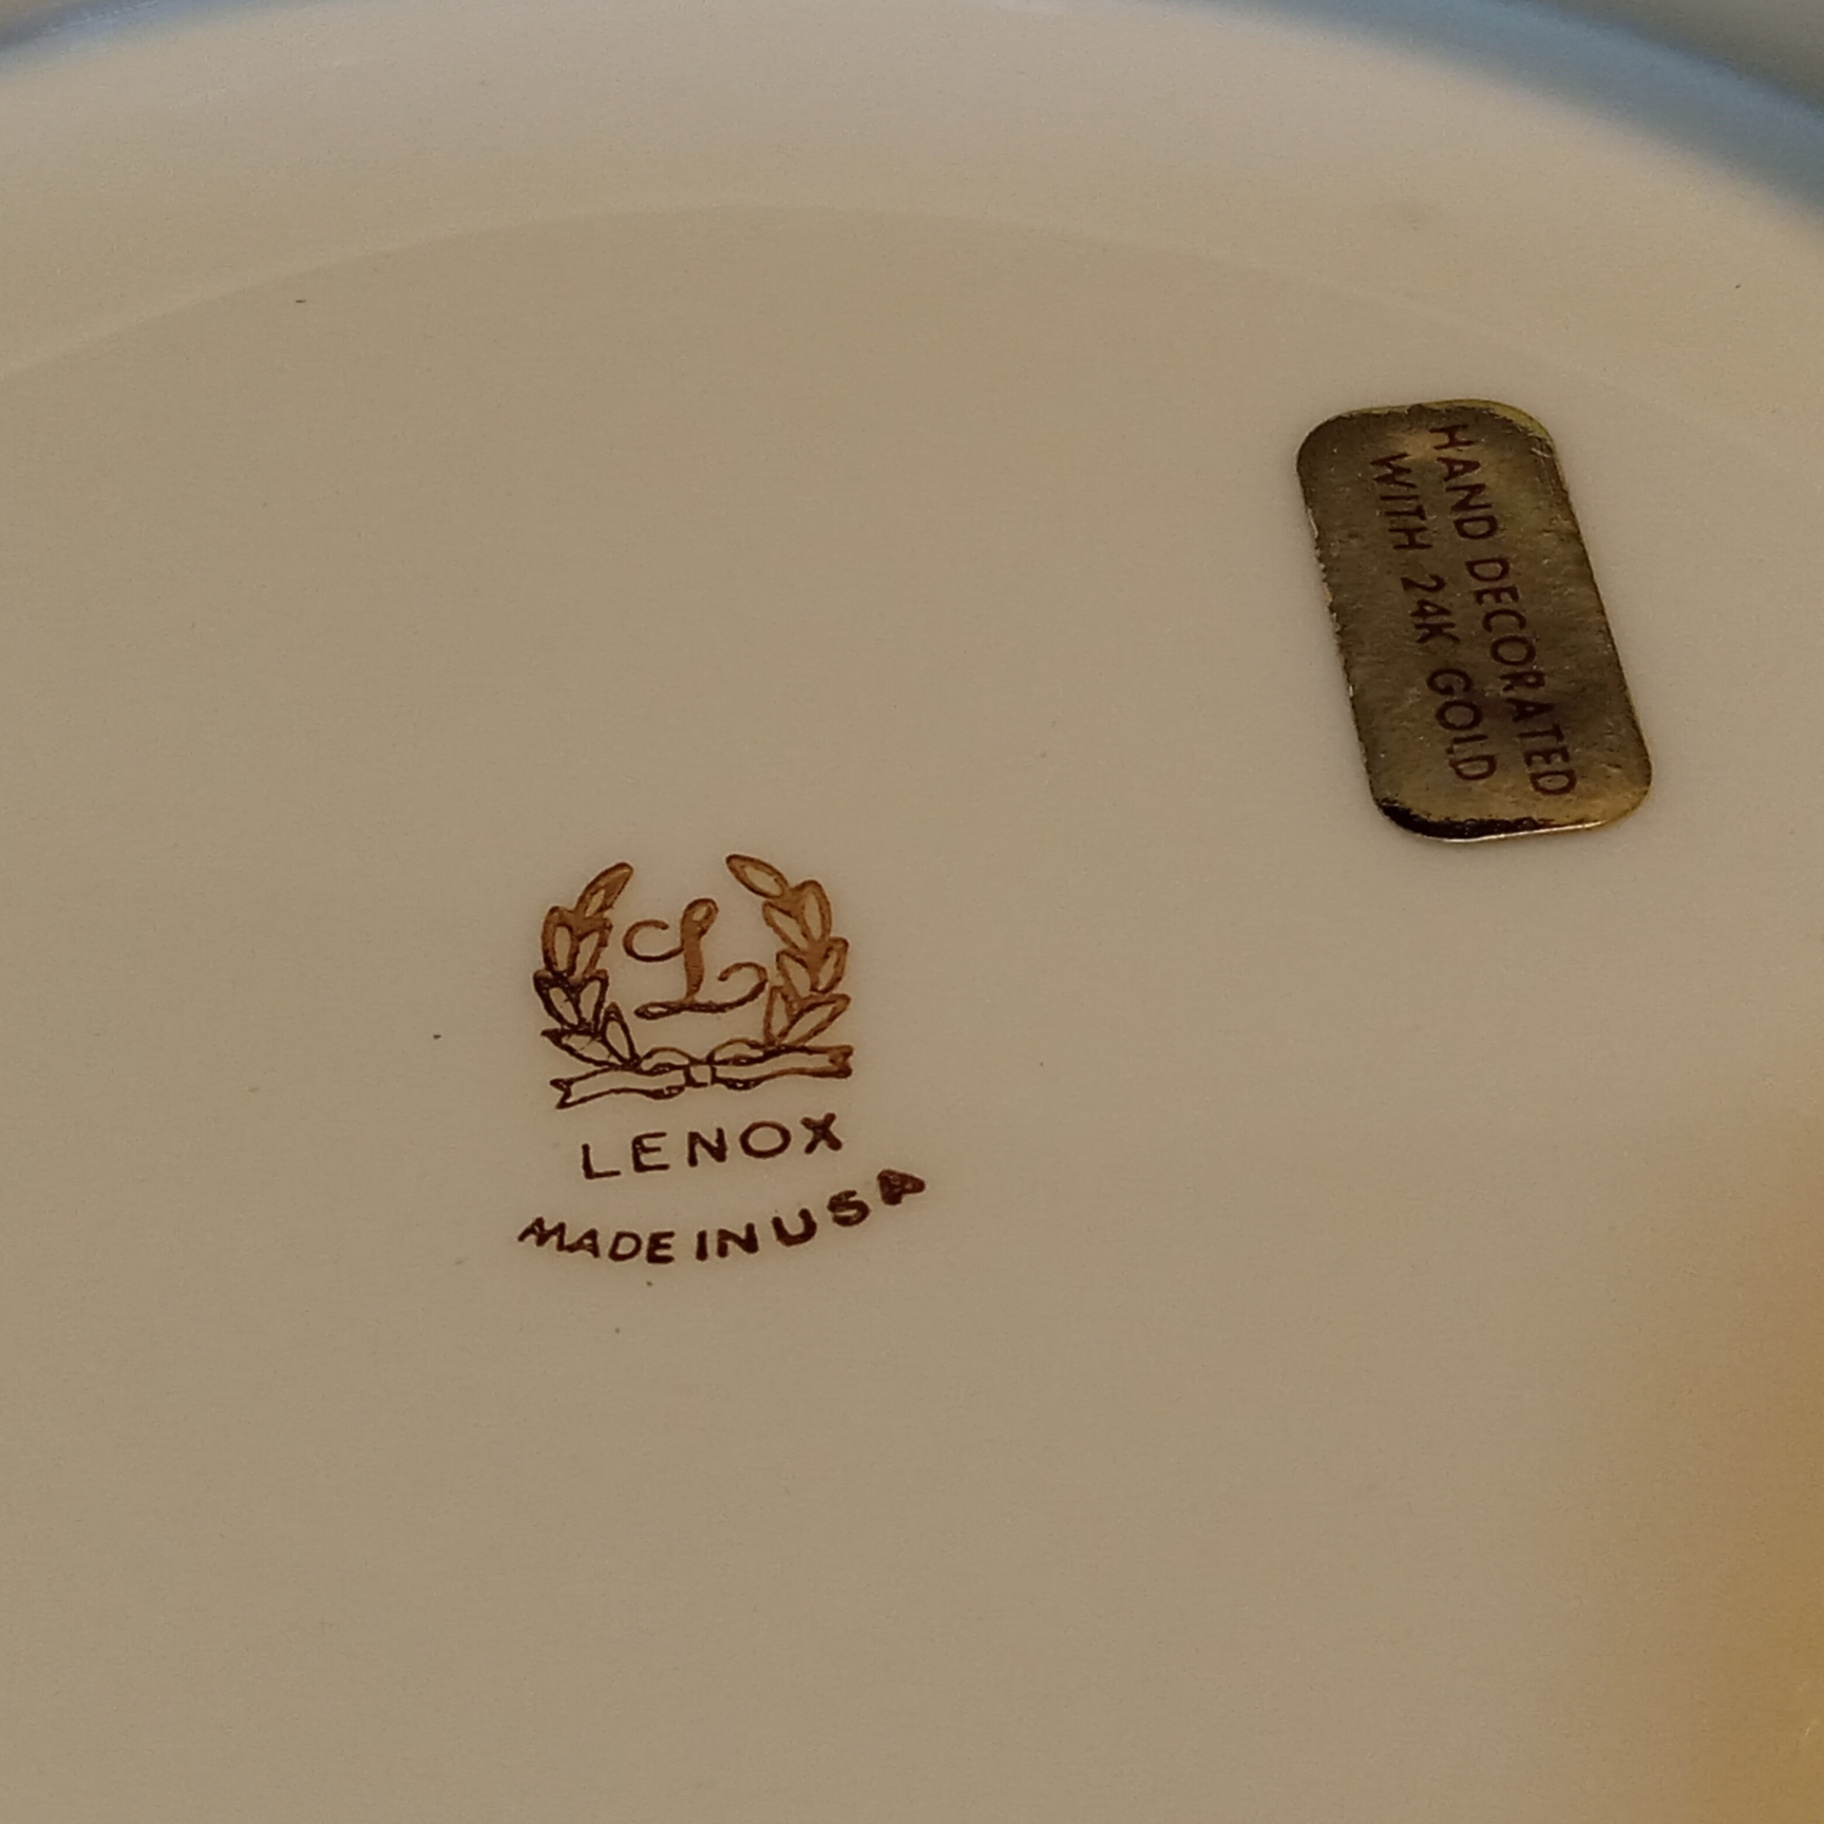 L
LENOX
MADE IN USA
HAND DECORATED
WITH 24K GOLD